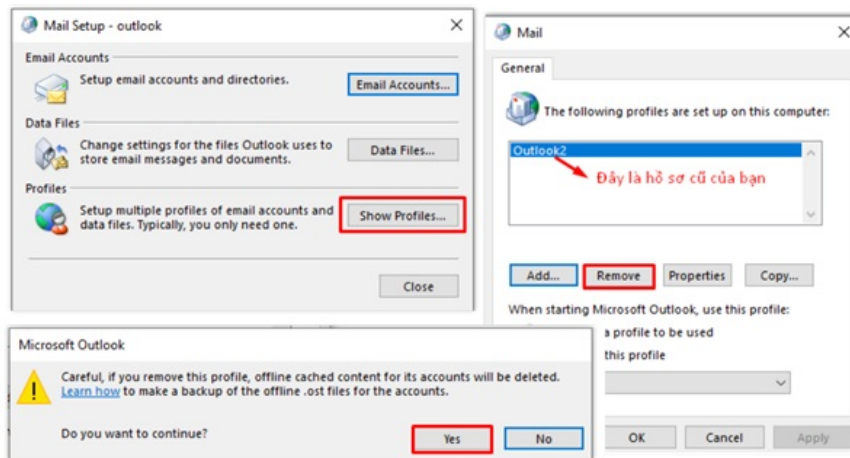 Mail Setup - outlook
Email Accounts
Setup email accounts and directories.
Email Accounts...
Data Files
Change settings for the files Outlook uses to
store email messages and documents.
Data Files...
Profiles
Setup multiple profiles of email accounts and
data files. Typically, you only need one.
Show Profiles...
Close
Mail
General
The following profiles are set up on this computer:
Outlook2
Đây là hồ sơ cũ của bạn
Add...
Remove
Properties
Copy...
When starting Microsoft Outlook, use this profile:
a profile to be used
this profile
OK
Cancel
Apply
Microsoft Outlook
Careful, if you remove this profile, offline cached content for its accounts will be deleted.
Learn how to make a backup of the offline .ost files for the accounts.
Do you want to continue?
Yes
No